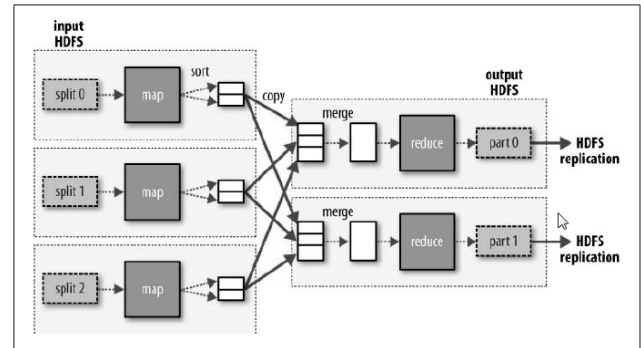 input
HDFS
split 0
map
sort
copy
merge
output
HDFS
reduce
part 0
HDFS
replication
split 1
map
merge
reduce
part 1
HDFS
replication
split 2
map